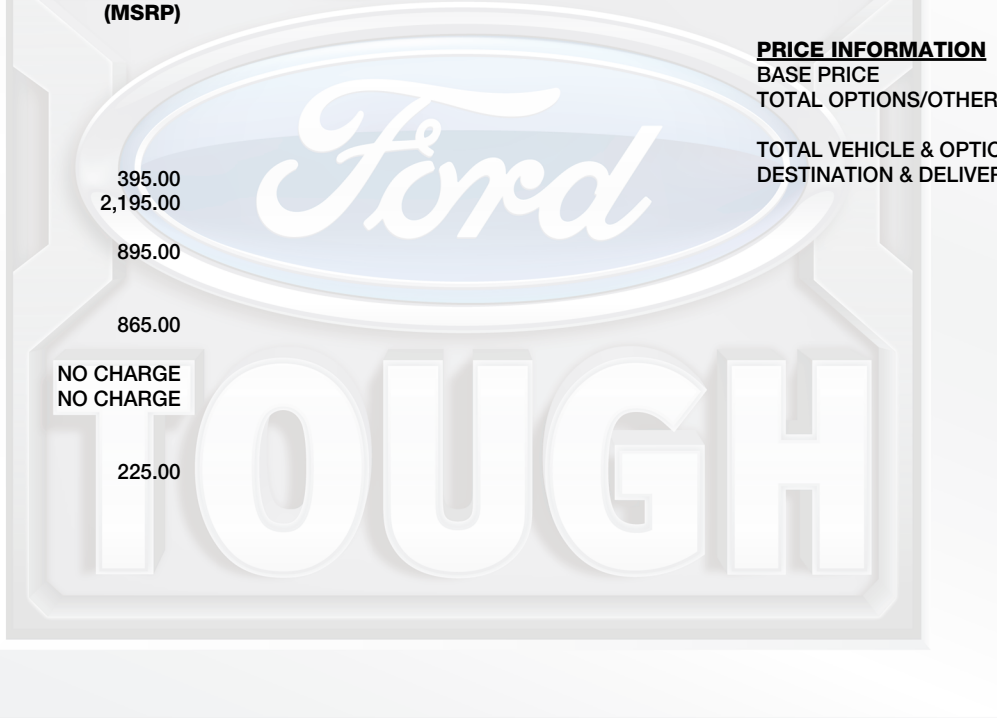 (MSRP)
395.00
2,195.00
895.00
865.00
NO CHARGE
NO CHARGE
225.00
PRICE INFORMATION
BASE PRICE
TOTAL OPTIONS/OTHER
TOTAL VEHICLE & OPTIO
DESTINATION & DELIVER
Ford
TOUGH